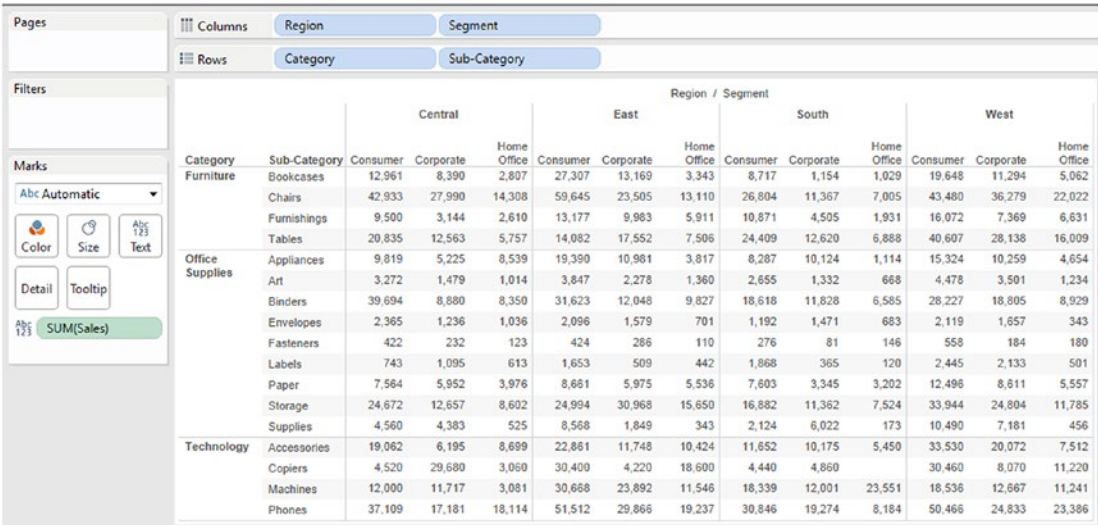 Pages
Columns Region Segment
Rows Category Sub-Category
Filters
Marks
Abc Automatic
Color Size Abc 123 Text
Detail Tooltip
Abc 123 SUM(Sales)
Region / Segment
Central East South West
Category Sub-Category Consumer Corporate Home Office Consumer Corporate Home Office Consumer Corporate Home Office Consumer Corporate Home Office
Furniture Bookcases 12,961 8,390 2,807 27,307 13,169 3,343 8,717 1,154 1,029 19,648 11,294 5,062
Chairs 42,933 27,990 14,308 59,645 23,505 13,110 26,804 11,367 7,005 43,480 36,279 22,022
Furnishings 9,500 3,144 2,610 13,177 9,983 5,911 10,871 4,505 1,931 16,072 7,369 6,631
Tables 20,835 12,563 5,757 14,082 17,552 7,506 24,409 12,620 6,888 40,607 28,138 16,009
Office Supplies Appliances 9,819 5,225 8,539 19,390 10,981 3,817 8,287 10,124 1,114 15,324 10,259 4,654
Art 3,272 1,479 1,014 3,847 2,278 1,360 2,655 1,332 668 4,478 3,501 1,234
Binders 39,694 8,880 8,350 31,623 12,048 9,827 18,618 11,828 6,585 28,227 18,805 8,929
Envelopes 2,365 1,236 1,036 2,096 1,579 701 1,192 1,471 683 2,119 1,657 343
Fasteners 422 232 123 424 286 110 276 81 146 558 184 180
Labels 743 1,095 613 1,653 509 442 1,868 365 120 2,445 2,133 501
Paper 7,564 5,952 3,976 8,661 5,975 5,536 7,603 3,345 3,202 12,496 8,611 5,557
Storage 24,672 12,657 8,602 24,994 30,968 15,650 16,882 11,362 7,524 33,944 24,804 11,785
Supplies 4,560 4,383 525 8,568 1,849 343 2,124 6,022 173 10,490 7,181 456
Technology Accessories 19,062 6,195 8,699 22,861 11,748 10,424 11,652 10,175 5,450 33,530 20,072 7,512
Copiers 4,520 29,680 3,060 30,400 4,220 18,600 4,440 4,860 30,460 8,070 11,220
Machines 12,000 11,717 3,081 30,668 23,892 11,546 18,339 12,001 23,551 18,536 12,667 11,241
Phones 37,109 17,181 18,114 51,512 29,866 19,237 30,846 19,274 8,184 50,466 24,833 23,386